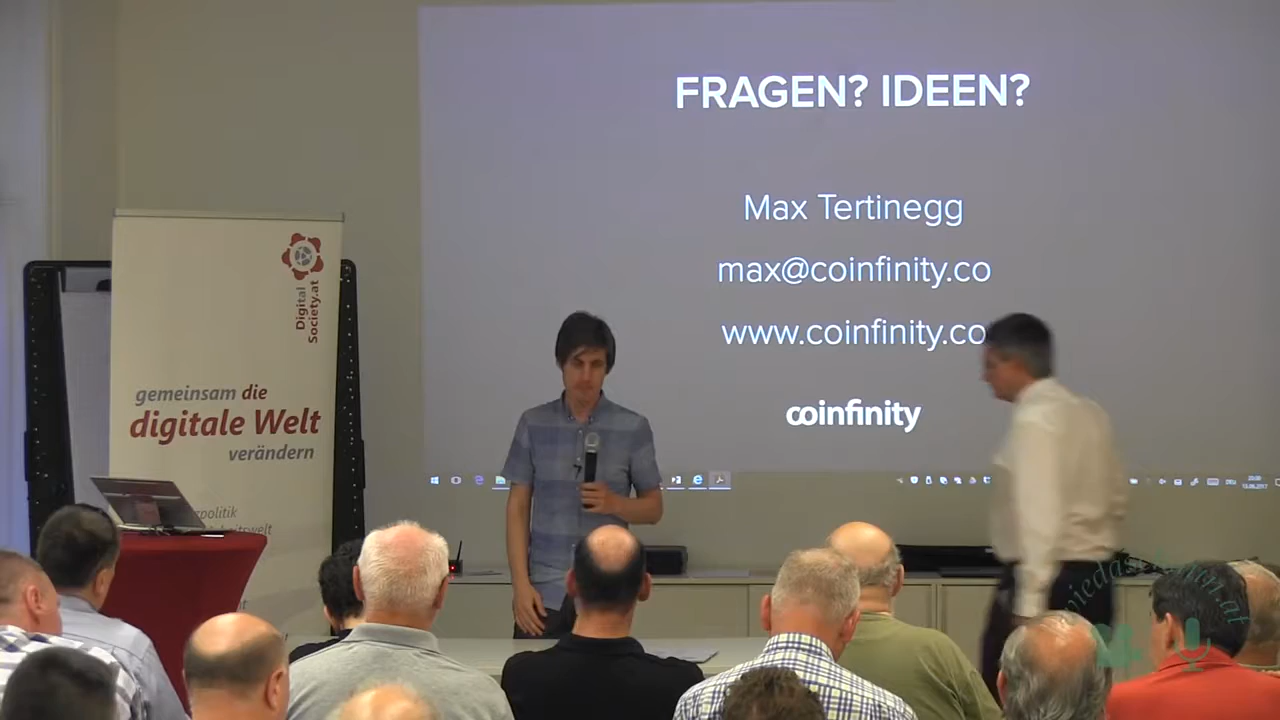 FRAGEN? IDEEN?
Max Tertinegg
max@coinfinity.co
www.coinfinity.co
coinfinity
Digital
Society.at
gemeinsam die
digitale Welt
verändern